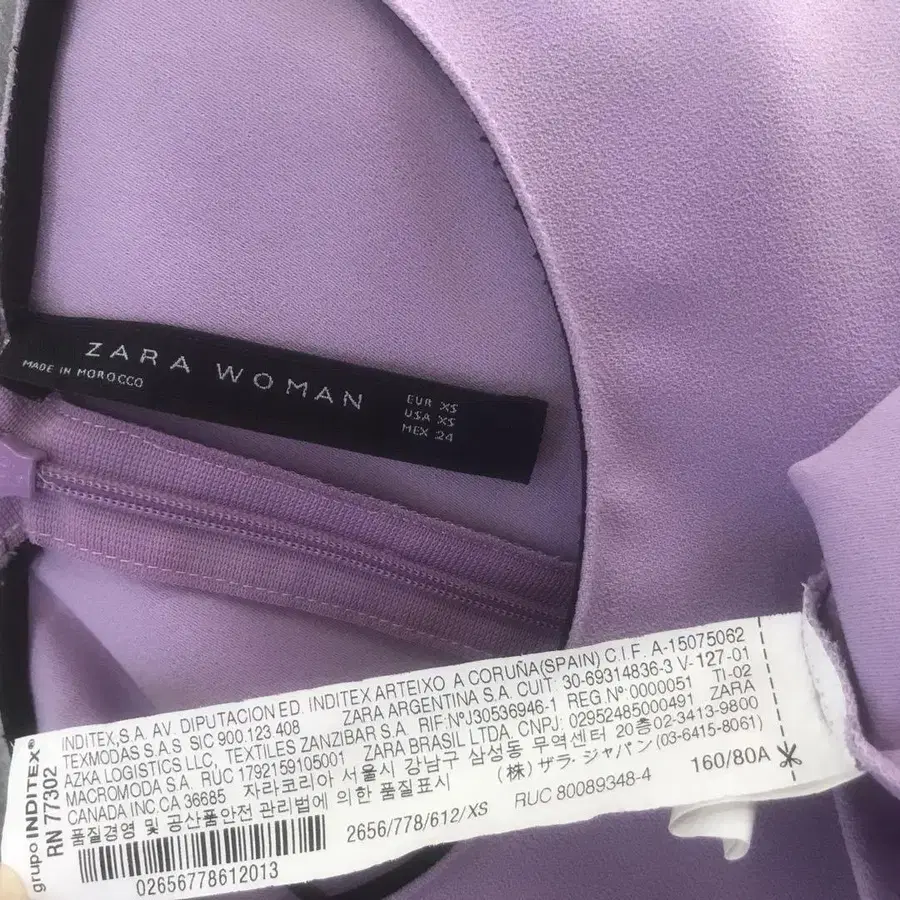 ZARA WOMAN
MADE IN MOROCCO
EUR XS
USA XS
MEX 24
grupo INDITEX®
RN 77302
INDITEX,S.A. AV. DIPUTACION ED. INDITEX ARTEIXO A CORUÑA(SPAIN) C.I.F. A-15075062
TEXMODAS S.A.S SIC 900.123 408 ZARA ARGENTINA S.A. CUIT: 30-69314836-3 V-127-01
AZKA LOGISTICS LLC, TEXTILES ZANZIBAR S.A. RIF:NºJ30536946-1 REG Nº:0000051 TI-02
MACROMODA S.A. RUC 1792159105001 ZARA BRASIL LTDA, CNPJ: 02952485000491 ZARA
CANADA INC.CA 36685 자라코리아 서울시 강남구 삼성동 무역센터 20층 02-3413-9800
품질경영 및 공산품안전 관리법에 의한 품질표시 (株) ザラ・ジャパン (03-6415-8061)
2656/778/612/XS RUC 80089348-4 160/80A
02656778612013